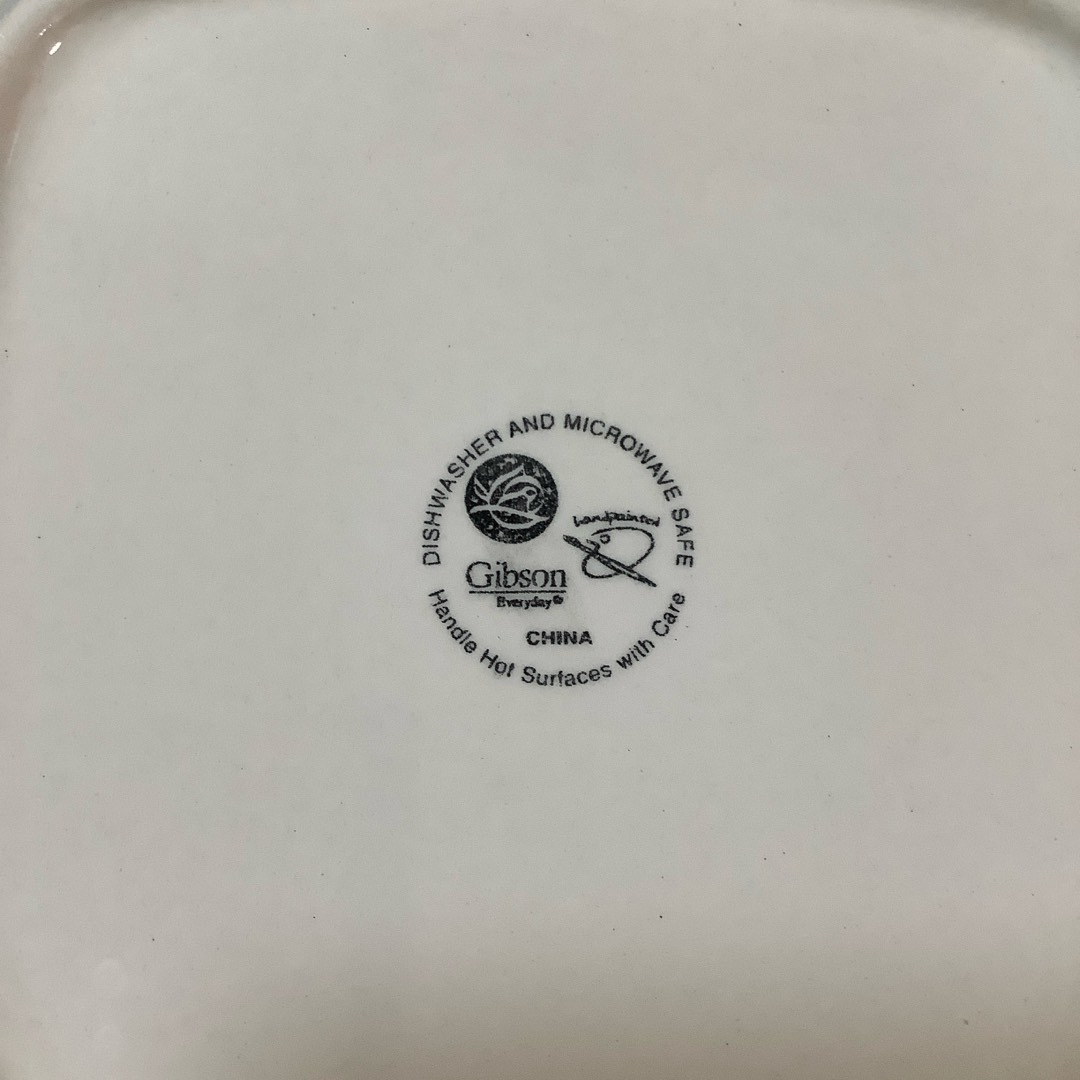 DISHWASHER AND MICROWAVE SAFE
handpainted
Gibson
Everyday®
CHINA
Handle Hot Surfaces with Care